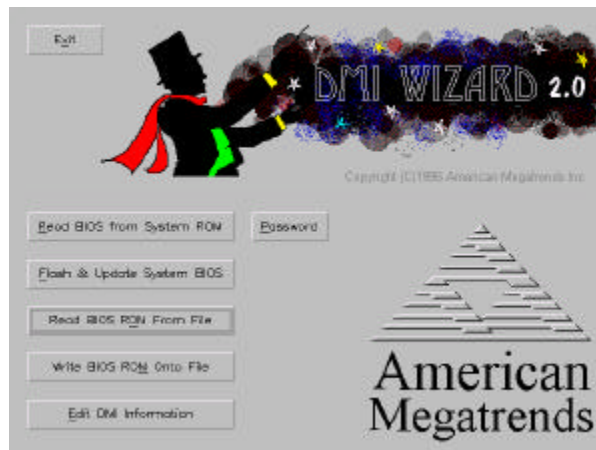 Exit
DMI WIZARD 2.0
Copyright (C)1996 American Megatrends Inc
Read BIOS from System ROM
Password
Flash & Update System BIOS
Read BIOS ROM From File
Write BIOS ROM Onto File
Edit DMI Information
American
Megatrends